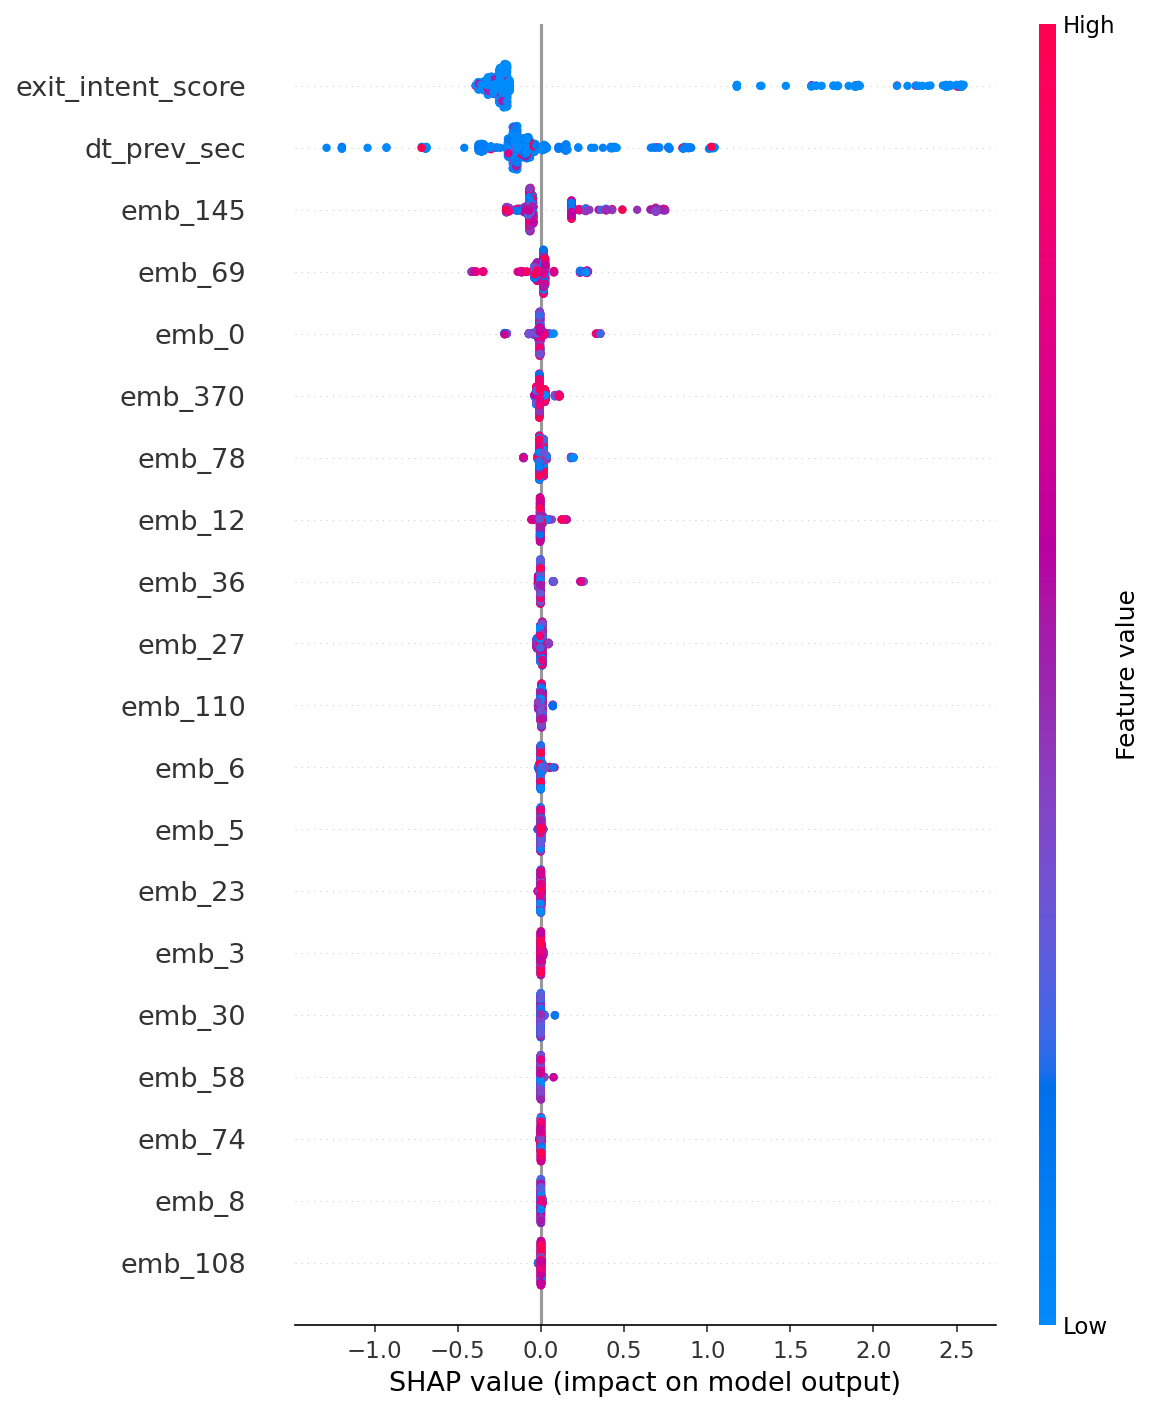 High
exit_intent_score
dt_prev_sec
emb_145
emb_69
emb_0
emb_370
emb_78
emb_12
emb_36
emb_27
emb_110
emb_6
emb_5
emb_23
emb_3
emb_30
emb_58
emb_74
emb_8
emb_108
Feature value
Low
−1.0 −0.5 0.0 0.5 1.0 1.5 2.0 2.5
SHAP value (impact on model output)